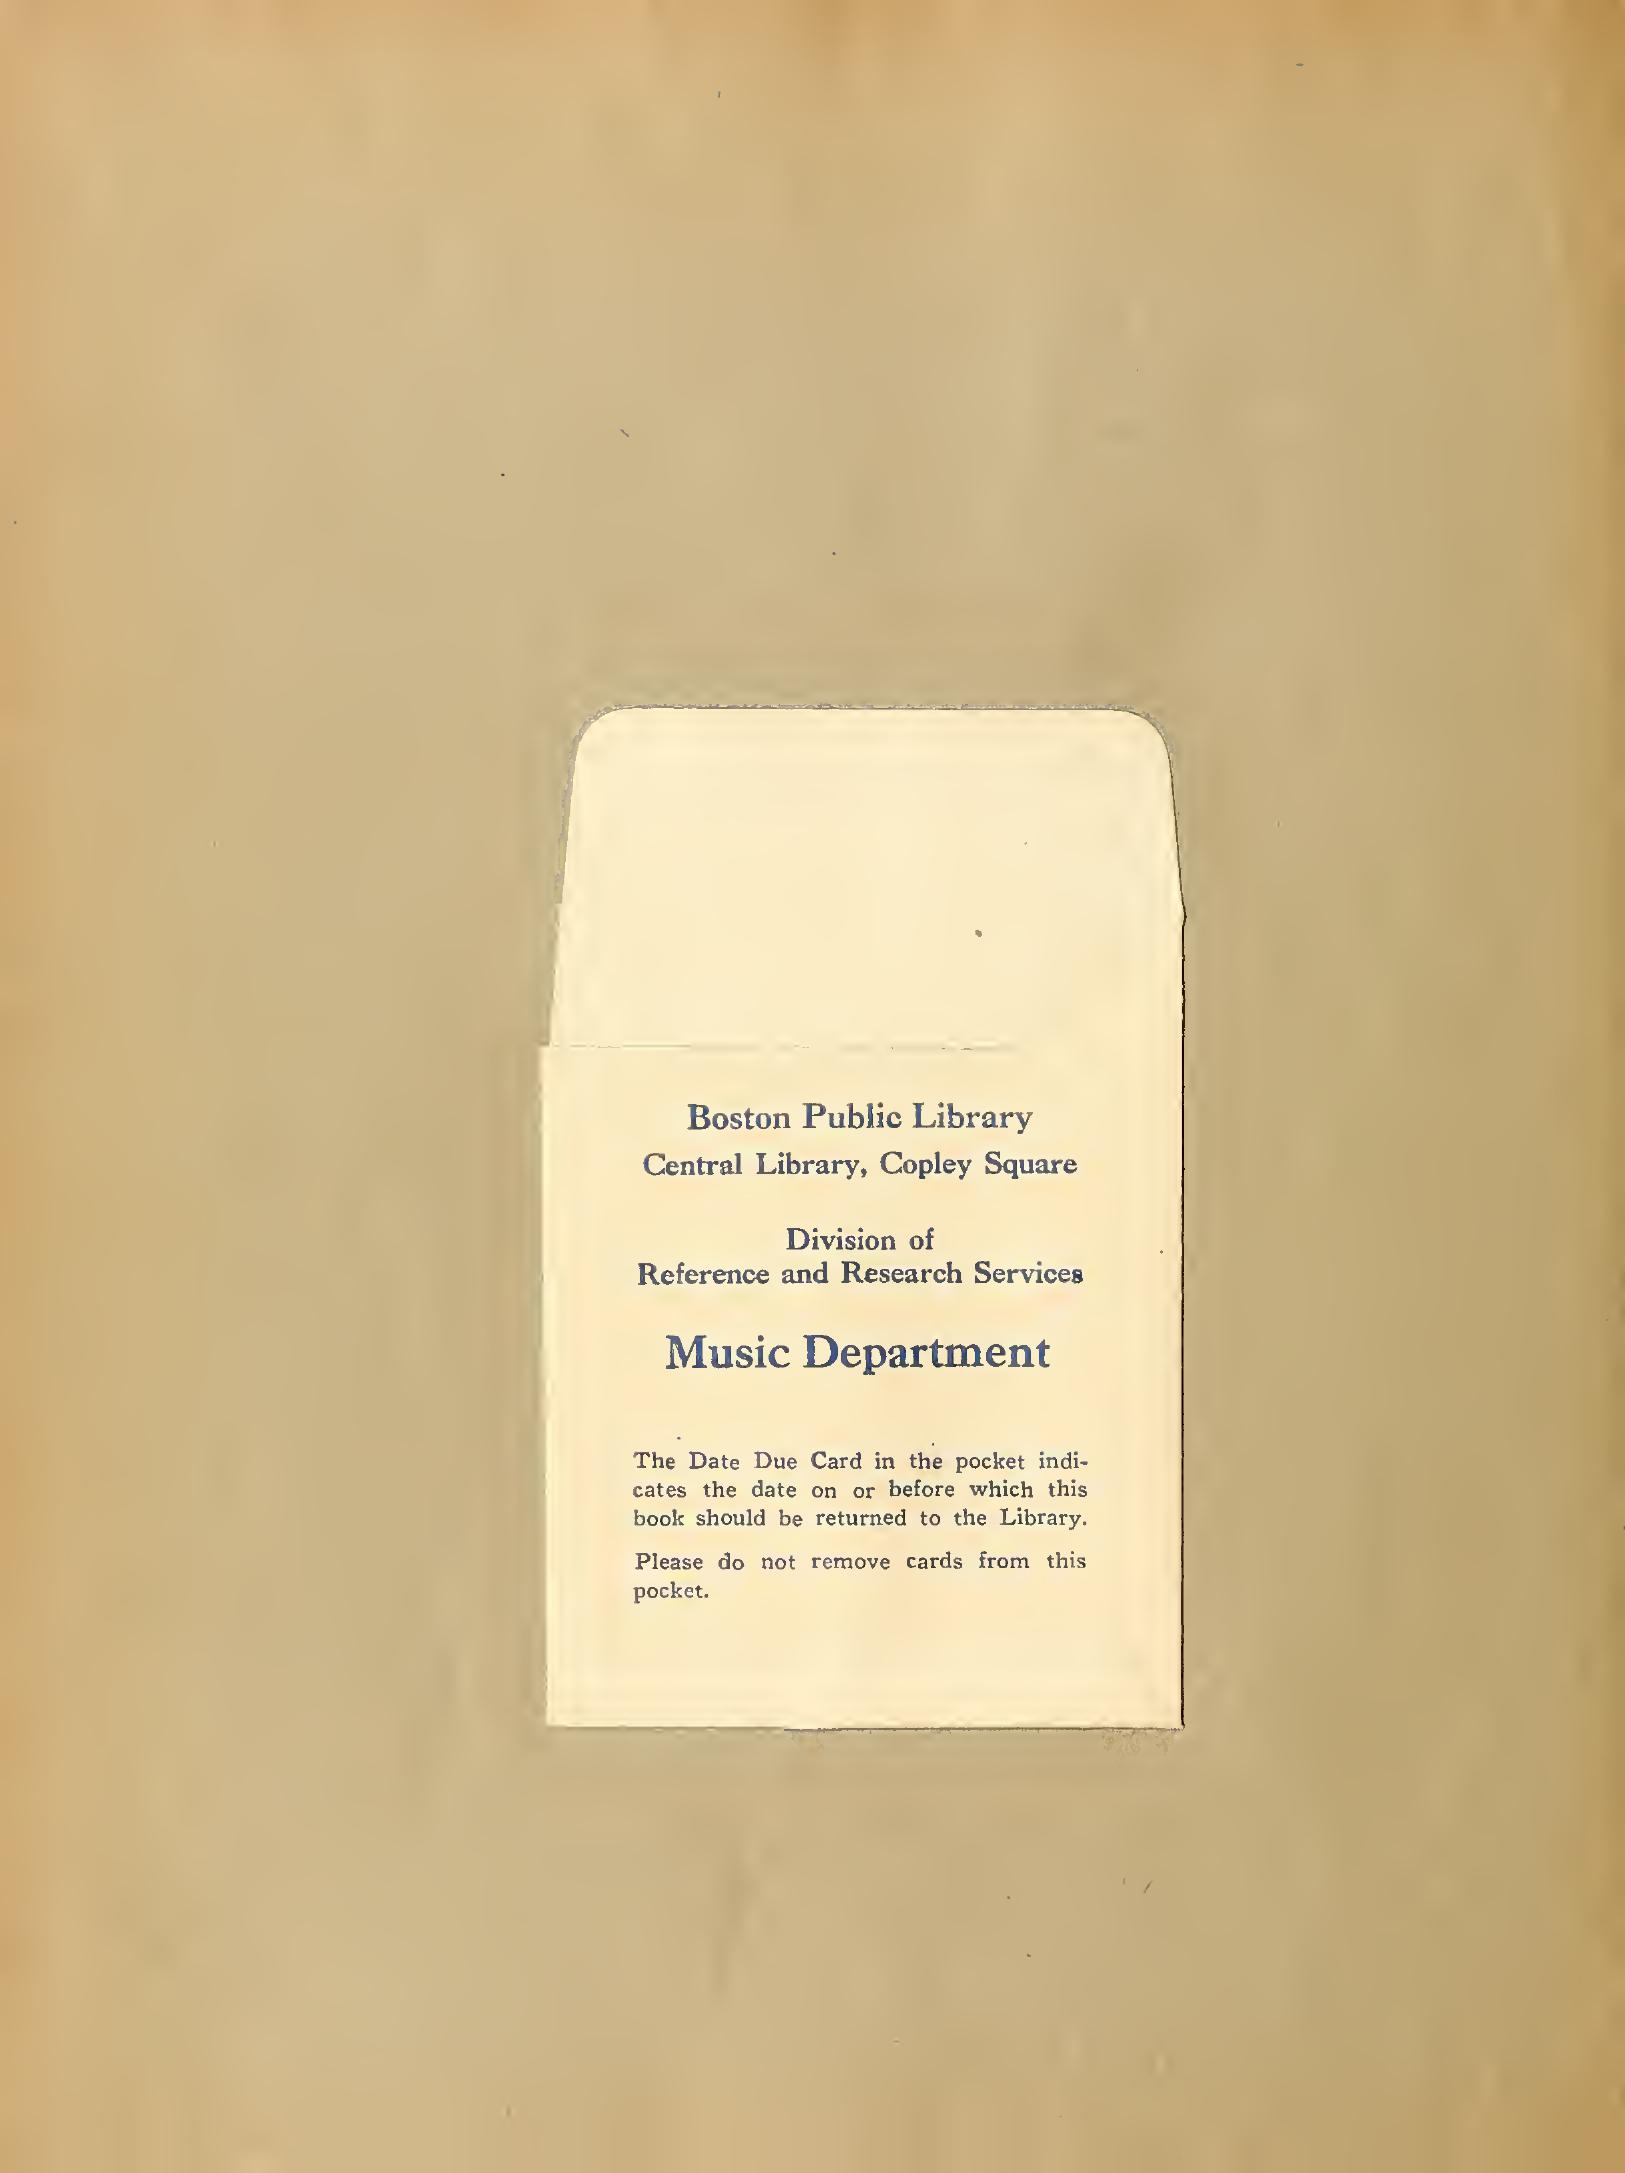 Boston Public Library
Central Library, Copley Square
Division of
Reference and Research Services
Music Department
The Date Due Card in the pocket indi-
cates the date on or before which this
book should be returned to the Library.
Please do not remove cards from this
pocket.